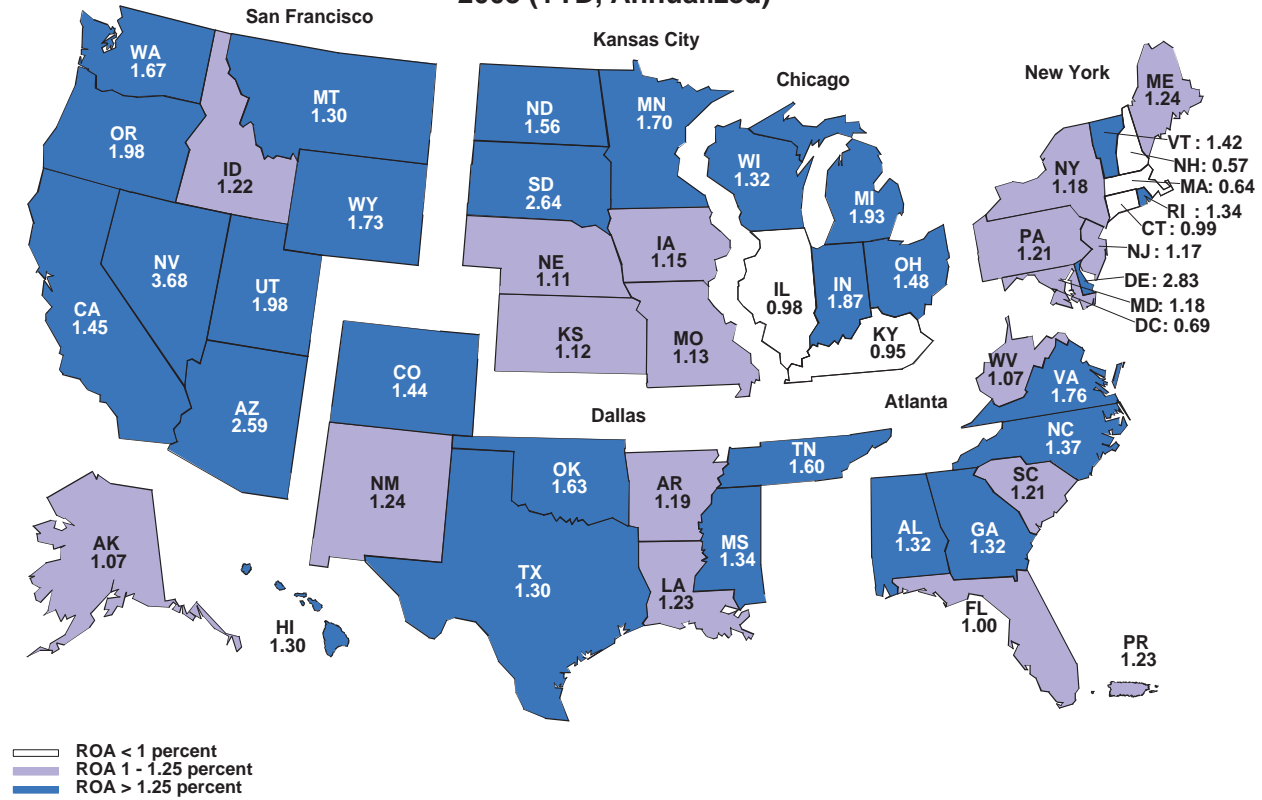 2003 (YTD, Annualized)
San Francisco
Kansas City
Chicago
New York
WA
1.67
MT
1.30
OR
1.98
ID
1.22
WY
1.73
NV
3.68
UT
1.98
CA
1.45
AZ
2.59
AK
1.07
HI
1.30
ND
1.56
MN
1.70
SD
2.64
NE
1.11
IA
1.15
KS
1.12
MO
1.13
WI
1.32
MI
1.93
IL
0.98
IN
1.87
OH
1.48
KY
0.95
ME
1.24
NY
1.18
PA
1.21
VT : 1.42
NH: 0.57
MA: 0.64
RI : 1.34
CT : 0.99
NJ : 1.17
DE: 2.83
MD: 1.18
DC: 0.69
Dallas
Atlanta
CO
1.44
NM
1.24
OK
1.63
TX
1.30
AR
1.19
LA
1.23
TN
1.60
MS
1.34
WV
1.07
VA
1.76
NC
1.37
SC
1.21
AL
1.32
GA
1.32
FL
1.00
PR
1.23
ROA < 1 percent
ROA 1 - 1.25 percent
ROA > 1.25 percent